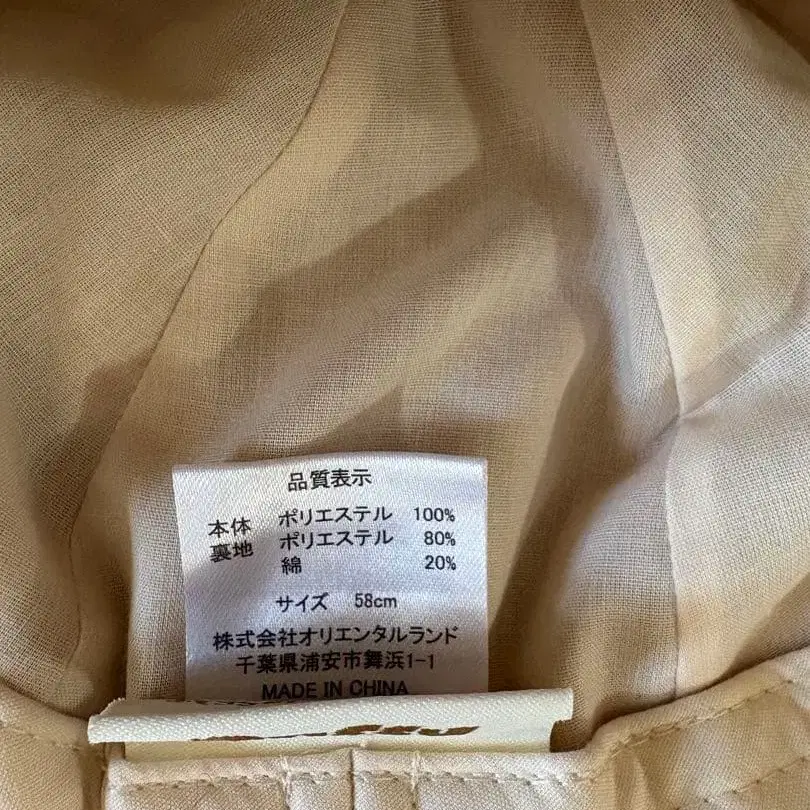 品質表示
本体 ポリエステル 100%
裏地 ポリエステル 80%
綿 20%
サイズ 58cm
株式会社オリエンタルランド
千葉県浦安市舞浜1-1
MADE IN CHINA